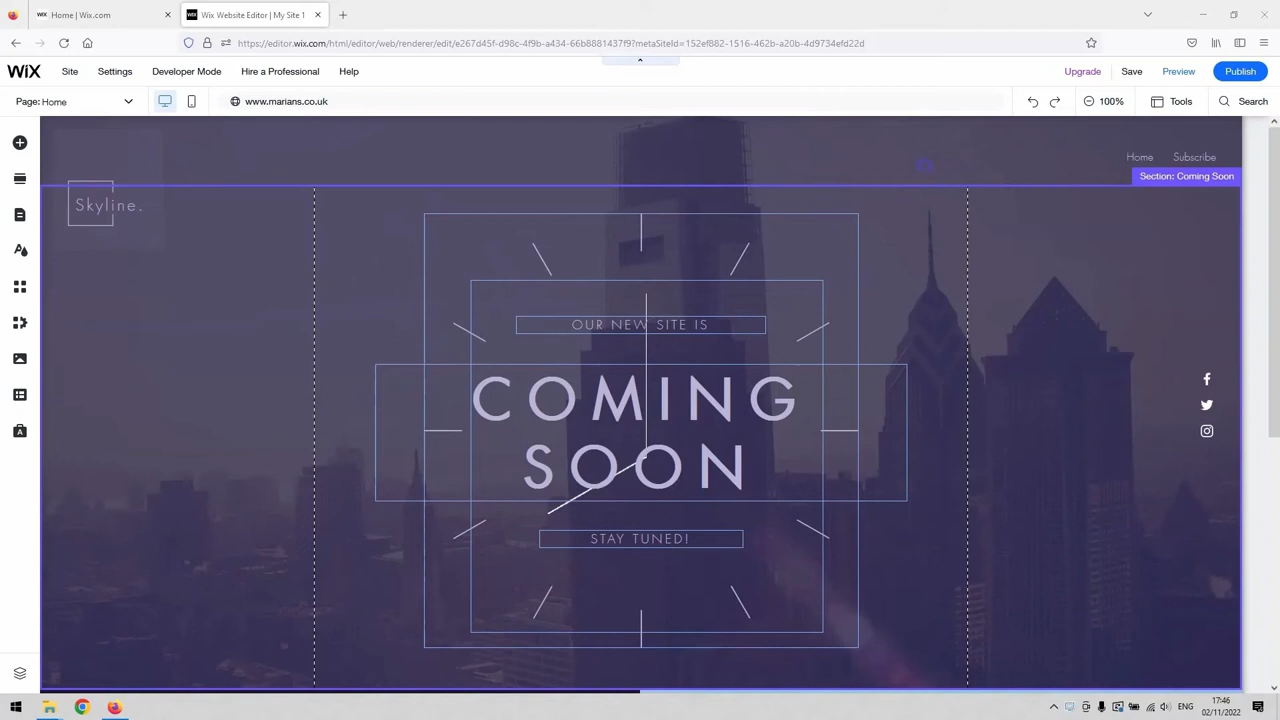 Home | Wix.com
Wix Website Editor | My Site 1
https://editor.wix.com/html/editor/web/renderer/edit/e267d45f-d98c-4f9b-a43e-66b8881437f9?metaSiteId=152ef882-1516-462b-a20b-4d9734efd22d
WiX Site Settings Developer Mode Hire a Professional Help Upgrade Save Preview Publish
Page: Home www.marians.co.uk 100% Tools Search
Home Subscribe
Section: Coming Soon
Skyline.
OUR NEW SITE IS
COMING
SOON
STAY TUNED!
ENG
17:46
02/11/2022